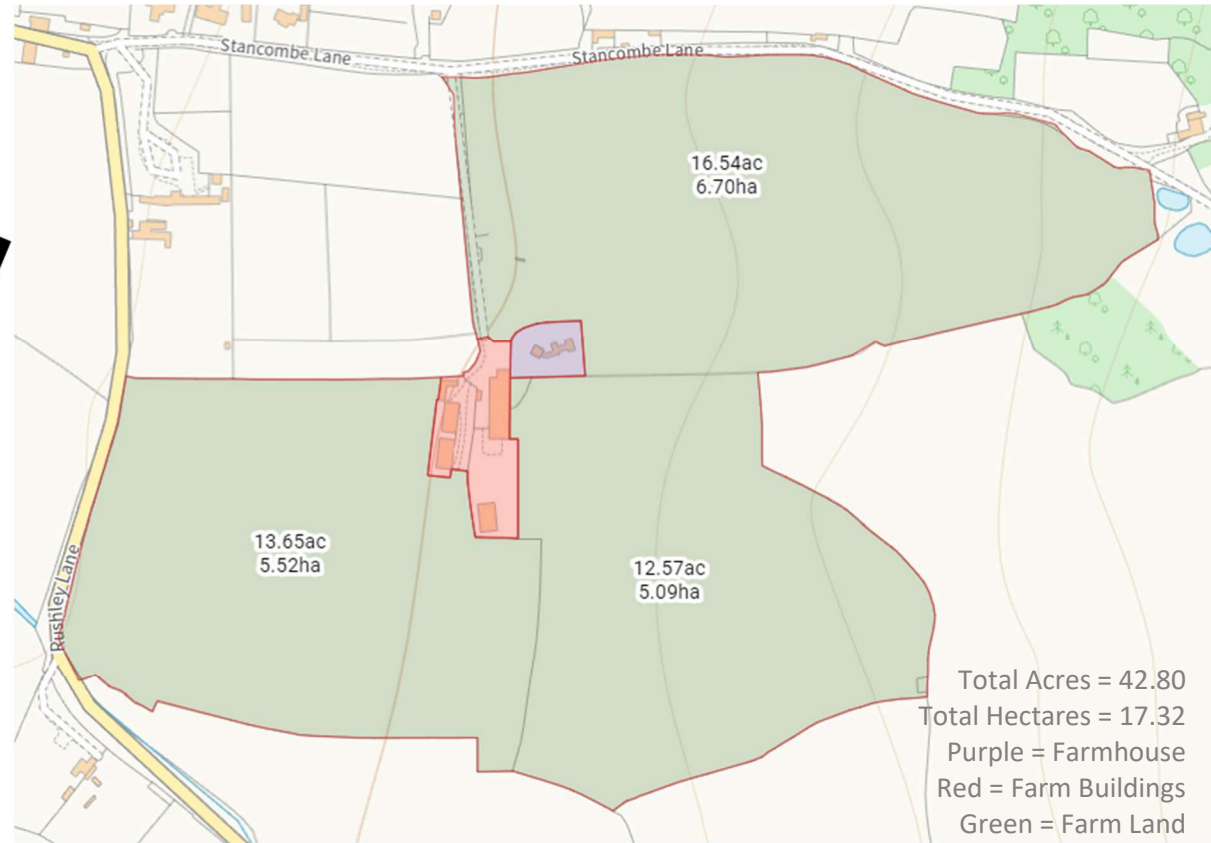 Stancombe Lane
Stancombe Lane
16.54ac
6.70ha
13.65ac
5.52ha
12.57ac
5.09ha
Rushley Lane
Total Acres = 42.80
Total Hectares = 17.32
Purple = Farmhouse
Red = Farm Buildings
Green = Farm Land